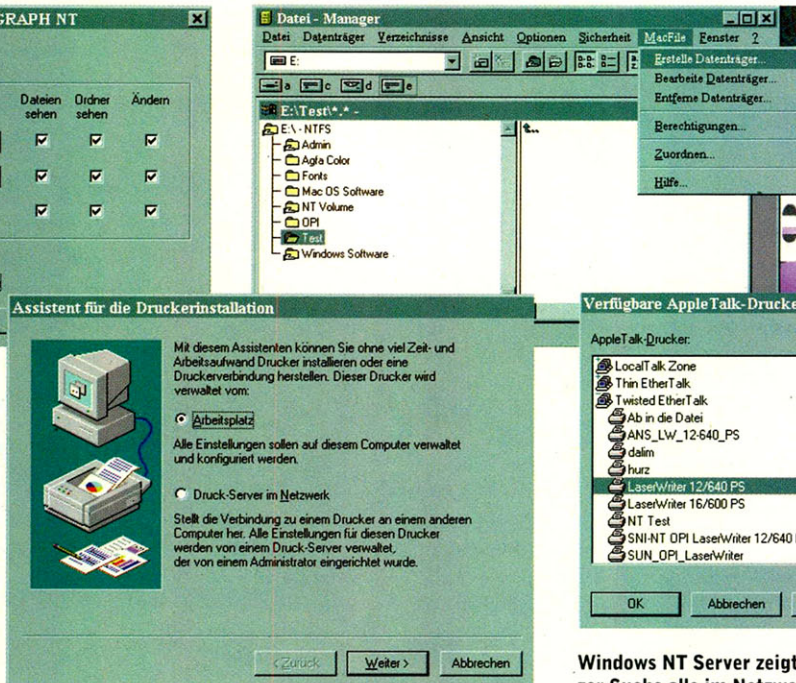 GRAPH NT
Dateien sehen
Ordner sehen
Ändern
Datei - Manager
Datei Datenträger Verzeichnisse Ansicht Optionen Sicherheit MacFile Fenster ?
E:
a c d e
Erstelle Datenträger...
Bearbeite Datenträger...
Entferne Datenträger...
Berechtigungen...
Zuordnen...
Hilfe...
E:\Test\*.* -
E:\ - NTFS
Admin
Agfa Color
Fonts
Mac OS Software
NT Volume
OPI
Test
Windows Software
Assistent für die Druckerinstallation
Mit diesem Assistenten können Sie ohne viel Zeit- und
Arbeitsaufwand Drucker installieren oder eine
Druckerverbindung herstellen. Dieser Drucker wird
verwaltet vom:
Arbeitsplatz
Alle Einstellungen sollen auf diesem Computer verwaltet
und konfiguriert werden.
Druck-Server im Netzwerk
Stellt die Verbindung zu einem Drucker an einem anderen
Computer her. Alle Einstellungen für diesen Drucker
werden von einem Druck-Server verwaltet,
der von einem Administrator eingerichtet wurde.
< Zurück Weiter > Abbrechen
Verfügbare AppleTalk-Drucke
AppleTalk-Drucker:
LocalTalk Zone
Thin EtherTalk
Twisted EtherTalk
Ab in die Datei
ANS_LW_12-640_PS
dalim
hurz
LaserWriter 12/640 PS
LaserWriter 16/600 PS
NT Test
SNI-NT OPI LaserWriter 12/640
SUN_OPI_LaserWriter
OK Abbrechen
Windows NT Server zeigt